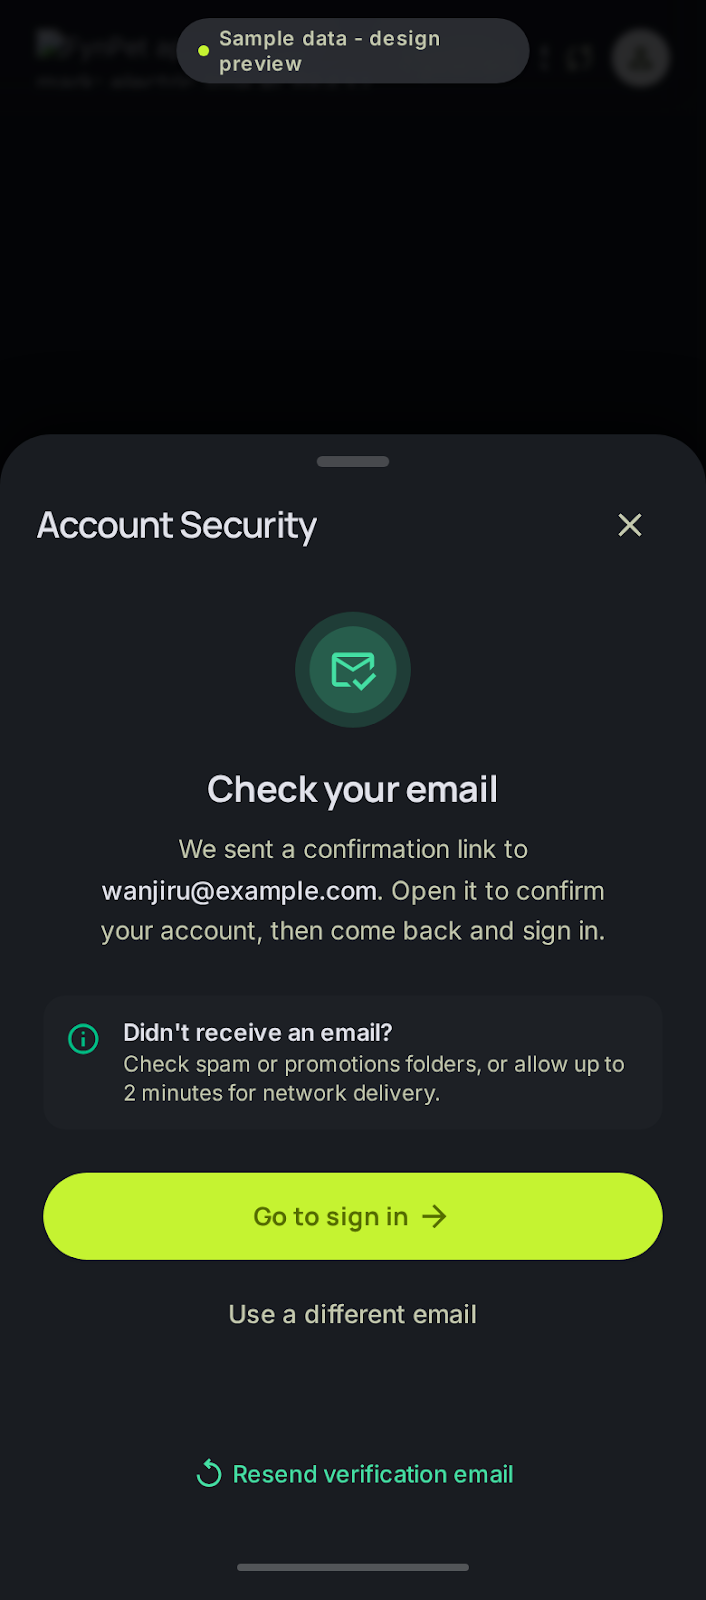 Sample data - design
preview
Account Security
Check your email
We sent a confirmation link to
wanjiru@example.com. Open it to confirm
your account, then come back and sign in.
Didn't receive an email?
Check spam or promotions folders, or allow up to
2 minutes for network delivery.
Go to sign in
Use a different email
Resend verification email